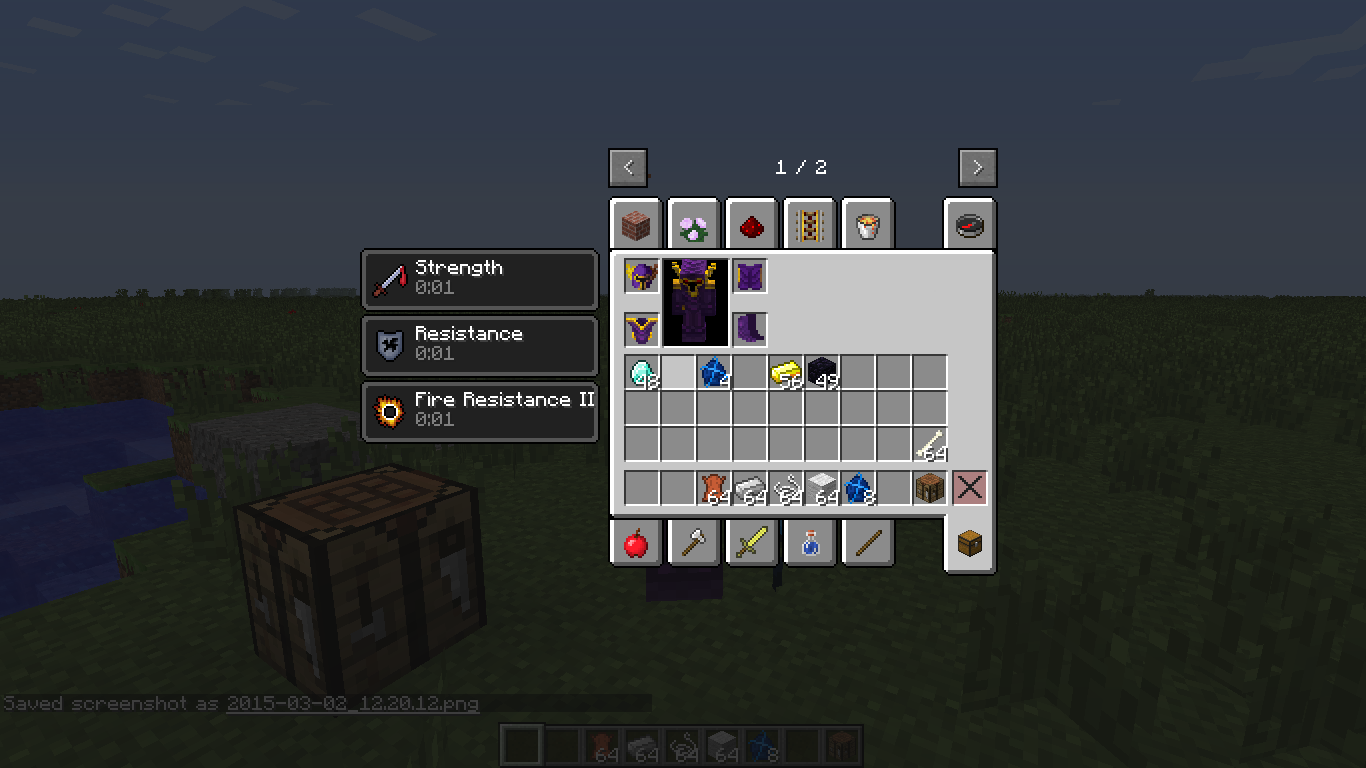 1 / 2
Strength
0:01
Resistance
0:01
Fire Resistance II
0:01
48 4 56 49
64
64 64 64 64 8
Saved screenshot as 2015-03-02_12.20.12.png
64 64 64 64 8